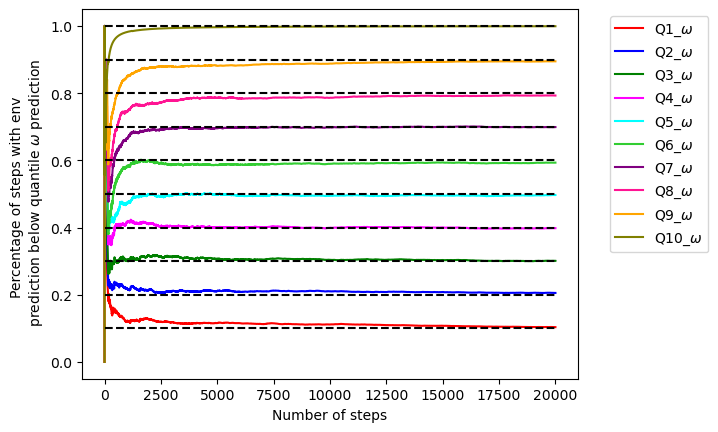 Percentage of steps with env
prediction below quantile ω prediction
1.0
0.8
0.6
0.4
0.2
0.0
0 2500 5000 7500 10000 12500 15000 17500 20000
Number of steps
Q1_ω
Q2_ω
Q3_ω
Q4_ω
Q5_ω
Q6_ω
Q7_ω
Q8_ω
Q9_ω
Q10_ω